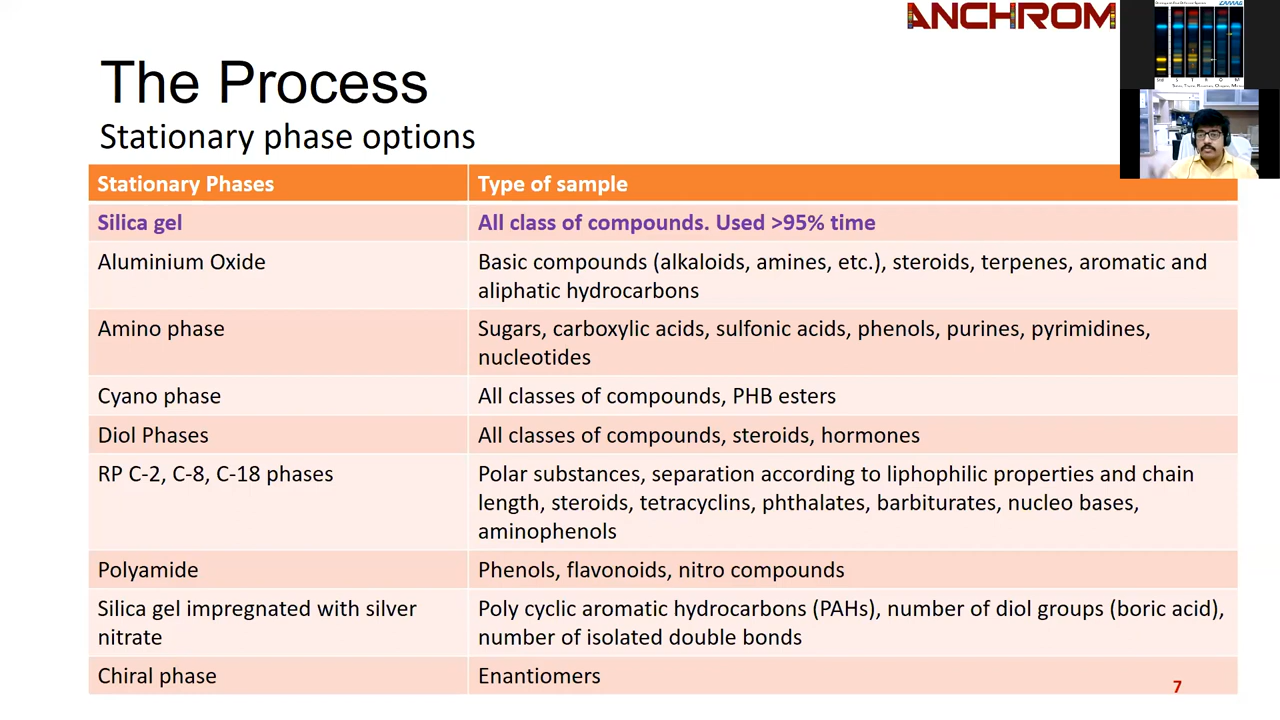 ANCHROM
CAMAG
The Process
Stationary phase options
Stationary Phases
Type of sample
Silica gel
All class of compounds. Used >95% time
Aluminium Oxide
Basic compounds (alkaloids, amines, etc.), steroids, terpenes, aromatic and
aliphatic hydrocarbons
Amino phase
Sugars, carboxylic acids, sulfonic acids, phenols, purines, pyrimidines,
nucleotides
Cyano phase
All classes of compounds, PHB esters
Diol Phases
All classes of compounds, steroids, hormones
RP C-2, C-8, C-18 phases
Polar substances, separation according to liphophilic properties and chain
length, steroids, tetracyclins, phthalates, barbiturates, nucleo bases,
aminophenols
Polyamide
Phenols, flavonoids, nitro compounds
Silica gel impregnated with silver
nitrate
Poly cyclic aromatic hydrocarbons (PAHs), number of diol groups (boric acid),
number of isolated double bonds
Chiral phase
Enantiomers
7